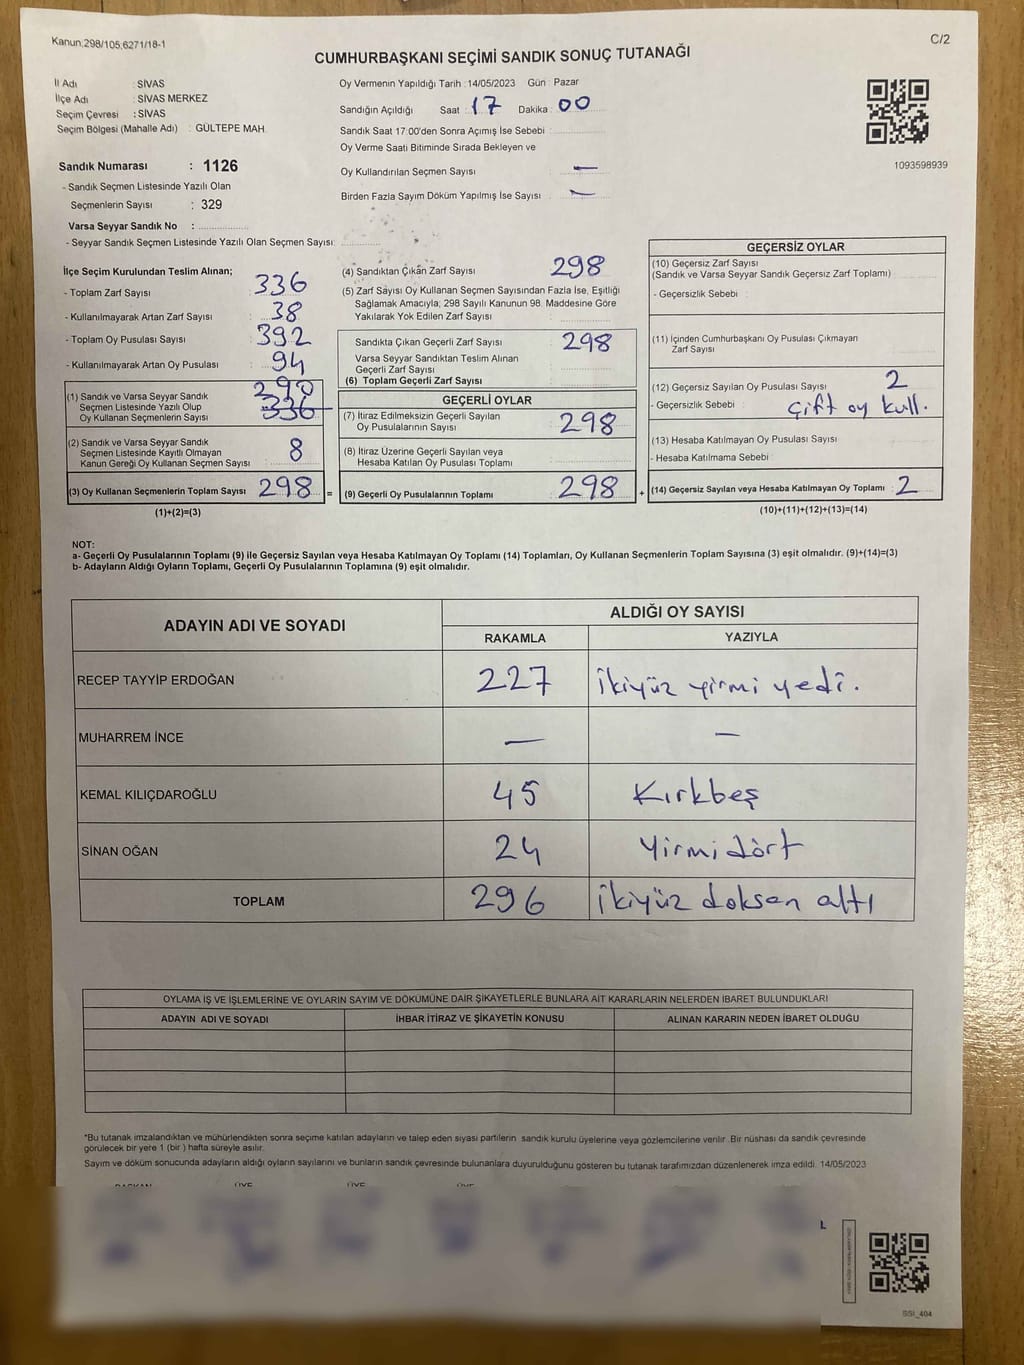 Kanun:298/105;6271/18-1
C/2
CUMHURBAŞKANI SEÇİMİ SANDIK SONUÇ TUTANAĞI
İl Adı : SİVAS
İlçe Adı : SİVAS MERKEZ
Seçim Çevresi : SİVAS
Seçim Bölgesi (Mahalle Adı) : GÜLTEPE MAH.
Oy Vermenin Yapıldığı Tarih :14/05/2023 Gün : Pazar
Sandığın Açıldığı Saat : 17 Dakika : 00
Sandık Saat 17:00'den Sonra Açılmış İse Sebebi :
Oy Verme Saati Bitiminde Sırada Bekleyen ve
Oy Kullandırılan Seçmen Sayısı : —
Birden Fazla Sayım Döküm Yapılmış İse Sayısı : —
1093598939
Sandık Numarası : 1126
- Sandık Seçmen Listesinde Yazılı Olan
Seçmenlerin Sayısı : 329
Varsa Seyyar Sandık No :
- Seyyar Sandık Seçmen Listesinde Yazılı Olan Seçmen Sayısı:
İlçe Seçim Kurulundan Teslim Alınan;
- Toplam Zarf Sayısı : 336
- Kullanılmayarak Artan Zarf Sayısı : 38
- Toplam Oy Pusulası Sayısı : 392
- Kullanılmayarak Artan Oy Pusulası : 94
(1) Sandık ve Varsa Seyyar Sandık
Seçmen Listesinde Yazılı Olup
Oy Kullanan Seçmenlerin Sayısı : 290
336
(2) Sandık ve Varsa Seyyar Sandık
Seçmen Listesinde Kayıtlı Olmayan
Kanun Gereği Oy Kullanan Seçmen Sayısı : 8
(3) Oy Kullanan Seçmenlerin Toplam Sayısı : 298 =
(1)+(2)=(3)
(4) Sandıktan Çıkan Zarf Sayısı : 298
(5) Zarf Sayısı Oy Kullanan Seçmen Sayısından Fazla İse, Eşitliği
Sağlamak Amacıyla; 298 Sayılı Kanunun 98. Maddesine Göre
Yakılarak Yok Edilen Zarf Sayısı :
Sandıkta Çıkan Geçerli Zarf Sayısı : 298
Varsa Seyyar Sandıktan Teslim Alınan
Geçerli Zarf Sayısı :
(6) Toplam Geçerli Zarf Sayısı :
GEÇERLİ OYLAR
(7) İtiraz Edilmeksizin Geçerli Sayılan
Oy Pusulalarının Sayısı : 298
(8) İtiraz Üzerine Geçerli Sayılan veya
Hesaba Katılan Oy Pusulası Toplamı :
(9) Geçerli Oy Pusulalarının Toplamı : 298 +
GEÇERSİZ OYLAR
(10) Geçersiz Zarf Sayısı
(Sandık ve Varsa Seyyar Sandık Geçersiz Zarf Toplamı) :
- Geçersizlik Sebebi :
(11) İçinden Cumhurbaşkanı Oy Pusulası Çıkmayan
Zarf Sayısı :
(12) Geçersiz Sayılan Oy Pusulası Sayısı : 2
- Geçersizlik Sebebi : Çift oy kull.
(13) Hesaba Katılmayan Oy Pusulası Sayısı :
- Hesaba Katılmama Sebebi :
(14) Geçersiz Sayılan veya Hesaba Katılmayan Oy Toplamı : 2
(10)+(11)+(12)+(13)=(14)
NOT:
a- Geçerli Oy Pusulalarının Toplamı (9) ile Geçersiz Sayılan veya Hesaba Katılmayan Oy Toplamı (14) Toplamları, Oy Kullanan Seçmenlerin Toplam Sayısına (3) eşit olmalıdır. (9)+(14)=(3)
b- Adayların Aldığı Oyların Toplamı, Geçerli Oy Pusulalarının Toplamına (9) eşit olmalıdır.
ADAYIN ADI VE SOYADI ALDIĞI OY SAYISI
RAKAMLA YAZIYLA
RECEP TAYYİP ERDOĞAN 227 İkiyüz yirmi yedi.
MUHARREM İNCE — —
KEMAL KILIÇDAROĞLU 45 Kırkbeş
SİNAN OĞAN 24 Yirmidört
TOPLAM 296 İkiyüz doksan altı
OYLAMA İŞ VE İŞLEMLERİNE VE OYLARIN SAYIM VE DÖKÜMÜNE DAİR ŞİKAYETLERLE BUNLARA AİT KARARLARIN NELERDEN İBARET BULUNDUKLARI
ADAYIN ADI VE SOYADI İHBAR İTİRAZ VE ŞİKAYETİN KONUSU ALINAN KARARIN NEDEN İBARET OLDUĞU
*Bu tutanak imzalandıktan ve mühürlendikten sonra seçime katılan adayların ve talep eden siyasi partilerin sandık kurulu üyelerine veya gözlemcilerine verilir. Bir nüshası da sandık çevresinde
görülecek bir yere 1 (bir ) hafta süreyle asılır.
Sayım ve döküm sonucunda adayların aldığı oyların sayılarını ve bunların sandık çevresinde bulunanlara duyurulduğunu gösteren bu tutanak tarafımızdan düzenlenerek imza edildi. 14/05/2023
BAŞKAN ÜYE ÜYE ÜYE
SSİ_404